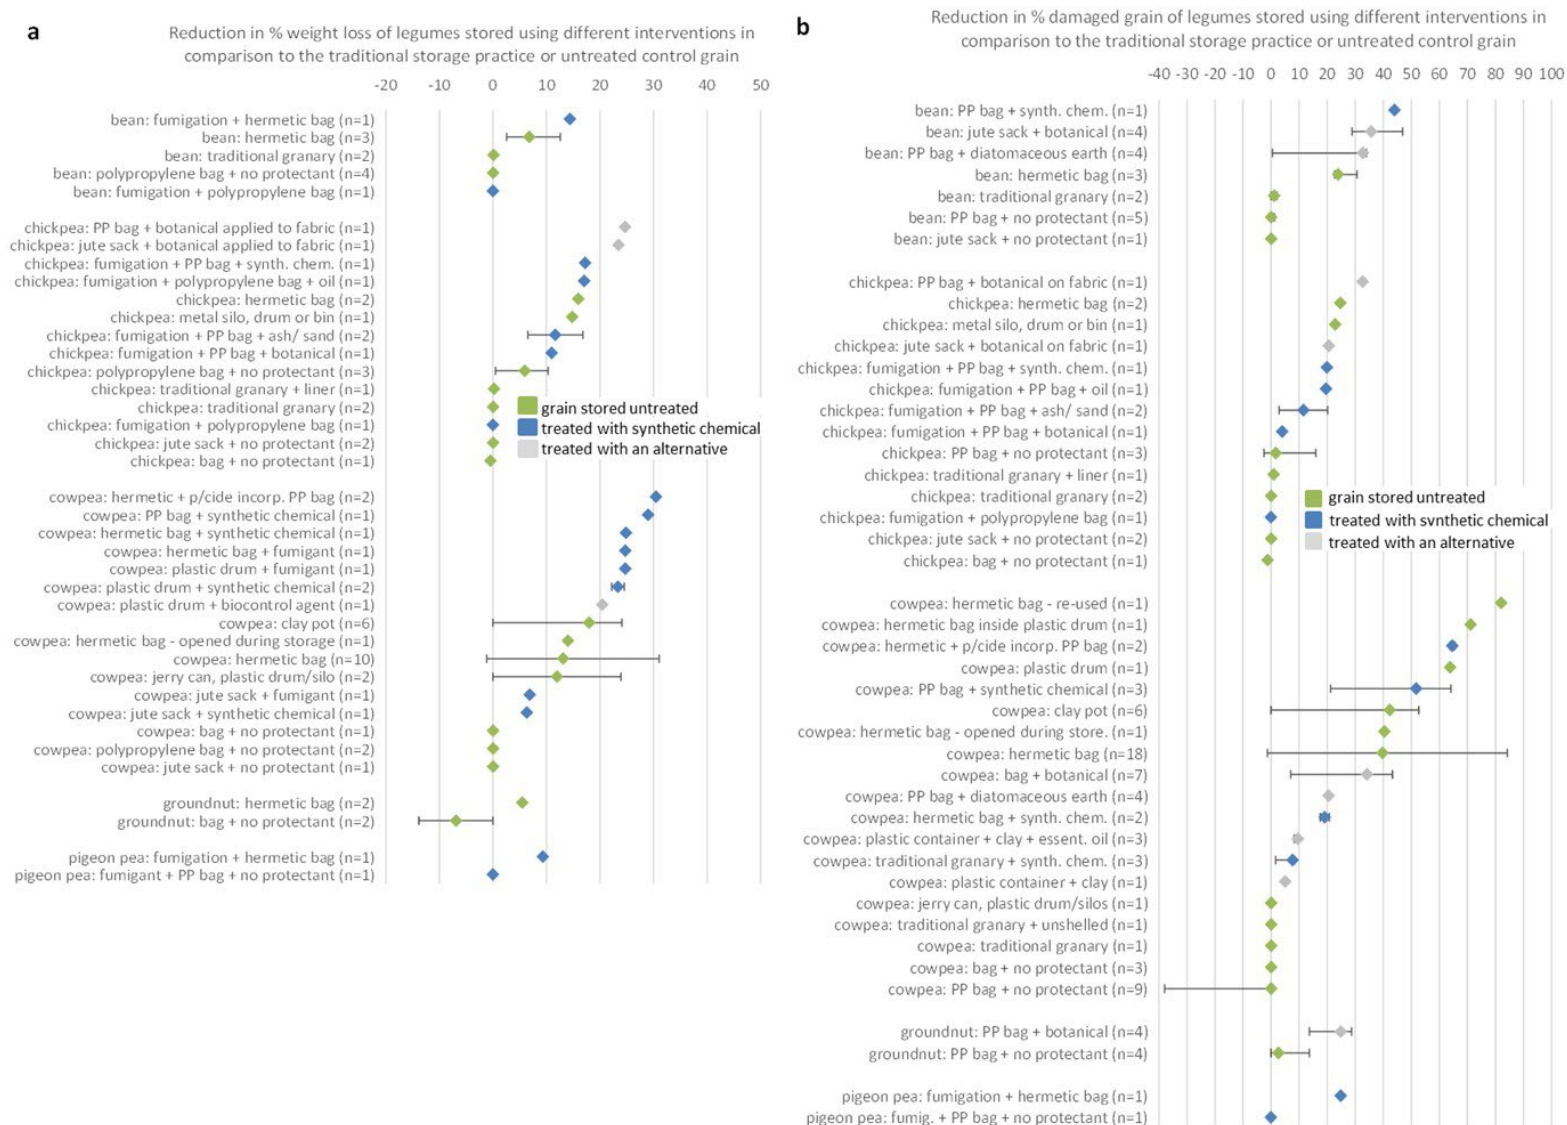 a
Reduction in % weight loss of legumes stored using different interventions in
comparison to the traditional storage practice or untreated control grain
-20 -10 0 10 20 30 40 50
bean: fumigation + hermetic bag (n=1)
bean: hermetic bag (n=3)
bean: traditional granary (n=2)
bean: polypropylene bag + no protectant (n=4)
bean: fumigation + polypropylene bag (n=1)
chickpea: PP bag + botanical applied to fabric (n=1)
chickpea: jute sack + botanical applied to fabric (n=1)
chickpea: fumigation + PP bag + synth. chem. (n=1)
chickpea: fumigation + polypropylene bag + oil (n=1)
chickpea: hermetic bag (n=2)
chickpea: metal silo, drum or bin (n=1)
chickpea: fumigation + PP bag + ash/ sand (n=2)
chickpea: fumigation + PP bag + botanical (n=1)
chickpea: polypropylene bag + no protectant (n=3)
chickpea: traditional granary + liner (n=1)
chickpea: traditional granary (n=2)
chickpea: fumigation + polypropylene bag (n=1)
chickpea: jute sack + no protectant (n=2)
chickpea: bag + no protectant (n=1)
grain stored untreated
treated with synthetic chemical
treated with an alternative
cowpea: hermetic + p/cide incorp. PP bag (n=2)
cowpea: PP bag + synthetic chemical (n=1)
cowpea: hermetic bag + synthetic chemical (n=1)
cowpea: hermetic bag + fumigant (n=1)
cowpea: plastic drum + fumigant (n=1)
cowpea: plastic drum + synthetic chemical (n=2)
cowpea: plastic drum + biocontrol agent (n=1)
cowpea: clay pot (n=6)
cowpea: hermetic bag - opened during storage (n=1)
cowpea: hermetic bag (n=10)
cowpea: jerry can, plastic drum/silo (n=2)
cowpea: jute sack + fumigant (n=1)
cowpea: jute sack + synthetic chemical (n=1)
cowpea: bag + no protectant (n=1)
cowpea: polypropylene bag + no protectant (n=2)
cowpea: jute sack + no protectant (n=1)
groundnut: hermetic bag (n=2)
groundnut: bag + no protectant (n=2)
pigeon pea: fumigation + hermetic bag (n=1)
pigeon pea: fumigant + PP bag + no protectant (n=1)
b
Reduction in % damaged grain of legumes stored using different interventions in
comparison to the traditional storage practice or untreated control grain
-40 -30 -20 -10 0 10 20 30 40 50 60 70 80 90 100
bean: PP bag + synth. chem. (n=1)
bean: jute sack + botanical (n=4)
bean: PP bag + diatomaceous earth (n=4)
bean: hermetic bag (n=3)
bean: traditional granary (n=2)
bean: PP bag + no protectant (n=5)
bean: jute sack + no protectant (n=1)
chickpea: PP bag + botanical on fabric (n=1)
chickpea: hermetic bag (n=2)
chickpea: metal silo, drum or bin (n=1)
chickpea: jute sack + botanical on fabric (n=1)
chickpea: fumigation + PP bag + synth. chem. (n=1)
chickpea: fumigation + PP bag + oil (n=1)
chickpea: fumigation + PP bag + ash/ sand (n=2)
chickpea: fumigation + PP bag + botanical (n=1)
chickpea: PP bag + no protectant (n=3)
chickpea: traditional granary + liner (n=1)
chickpea: traditional granary (n=2)
chickpea: fumigation + polypropylene bag (n=1)
chickpea: jute sack + no protectant (n=2)
chickpea: bag + no protectant (n=1)
grain stored untreated
treated with synthetic chemical
treated with an alternative
cowpea: hermetic bag - re-used (n=1)
cowpea: hermetic bag inside plastic drum (n=1)
cowpea: hermetic + p/cide incorp. PP bag (n=2)
cowpea: plastic drum (n=1)
cowpea: PP bag + synthetic chemical (n=3)
cowpea: clay pot (n=6)
cowpea: hermetic bag - opened during store. (n=1)
cowpea: hermetic bag (n=18)
cowpea: bag + botanical (n=7)
cowpea: PP bag + diatomaceous earth (n=4)
cowpea: hermetic bag + synth. chem. (n=2)
cowpea: plastic container + clay + essent. oil (n=3)
cowpea: traditional granary + synth. chem. (n=3)
cowpea: plastic container + clay (n=1)
cowpea: jerry can, plastic drum/silos (n=1)
cowpea: traditional granary + unshelled (n=1)
cowpea: traditional granary (n=1)
cowpea: bag + no protectant (n=3)
cowpea: PP bag + no protectant (n=9)
groundnut: PP bag + botanical (n=4)
groundnut: PP bag + no protectant (n=4)
pigeon pea: fumigation + hermetic bag (n=1)
pigeon pea: fumig. + PP bag + no protectant (n=1)